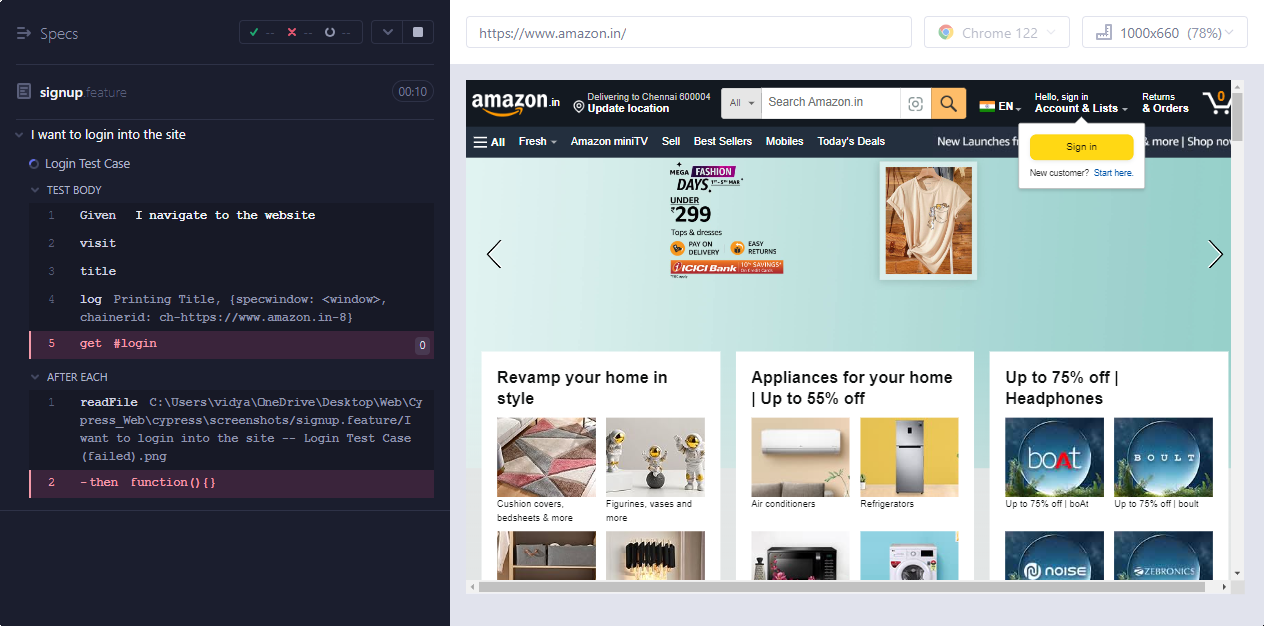 Specs
--
--
--
https://www.amazon.in/
Chrome 122
1000x660 (78%)
signup.feature
00:10
I want to login into the site
Login Test Case
TEST BODY
1 Given I navigate to the website
2 visit
3 title
4 log Printing Title, {specwindow: <window>,
chainerid: ch-https://www.amazon.in-8}
5 get #login 0
AFTER EACH
1 readFile C:\Users\vidya\OneDrive\Desktop\Web\Cy
press_Web\cypress\screenshots/signup.feature/I
want to login into the site -- Login Test Case
(failed).png
2 -then function(){}
amazon.in
Delivering to Chennai 600004
Update location
All
Search Amazon.in
EN
Hello, sign in
Account & Lists
Returns
& Orders
0
All
Fresh
Amazon miniTV
Sell
Best Sellers
Mobiles
Today's Deals
New Launches
& more | Shop now
Sign in
New customer? Start here.
MEGA FASHION
DAYS
1ST-5TH MAR
UNDER
₹299
Tops & dresses
PAY ON
DELIVERY
EASY
RETURNS
ICICI Bank
10% SAVINGS*
Revamp your home in
style
Cushion covers,
bedsheets & more
Figurines, vases and
more
Appliances for your home
| Up to 55% off
Air conditioners
Refrigerators
Up to 75% off |
Headphones
boAt
BOULT
Up to 75% off | boAt
Up to 75% off | boult
NOISE
ZEBRONICS